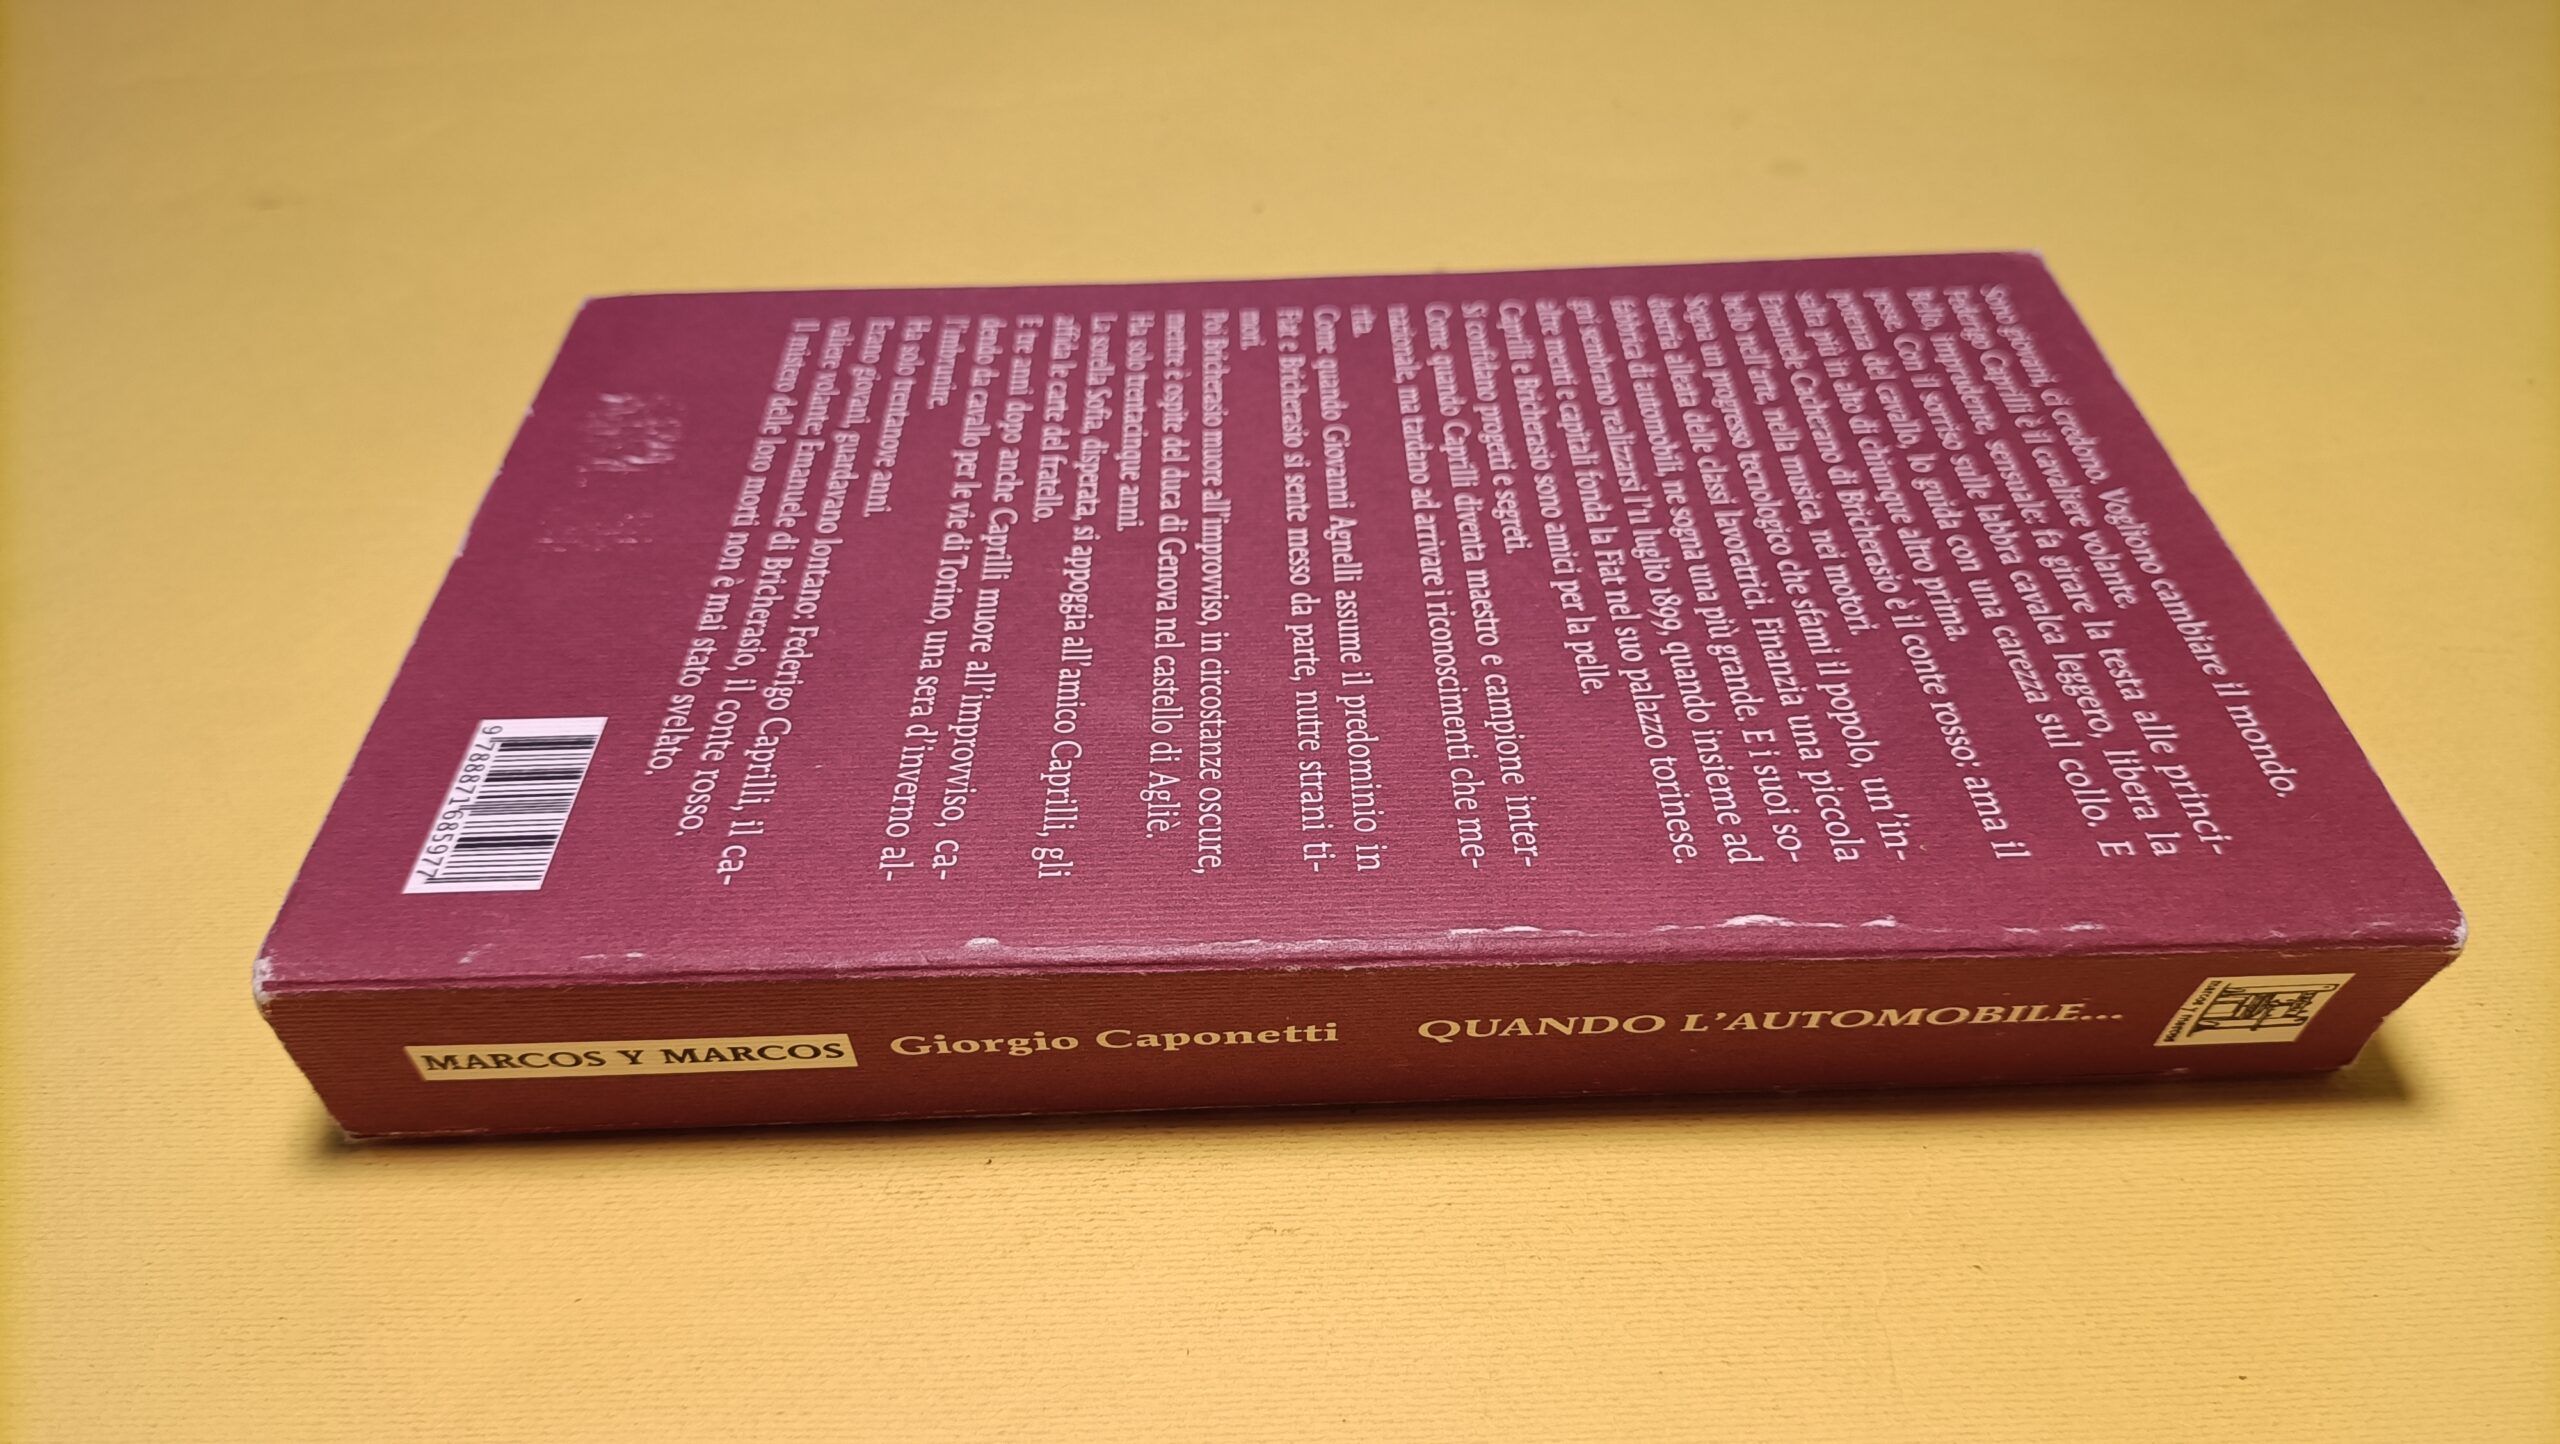 Sono giovani, ci credono. Vogliono cambiare il mondo.
Federigo Caprilli è il cavaliere volante.
Bello, imprudente, sensuale: fa girare la testa alle princi-
pesse. Col il sorriso sulle labbra cavalca leggero, libera la
potenza del cavallo, lo guida con una carezza sul collo. E
salta più in alto di chiunque altro prima.
Emanuele Cacherano di Bricherasio è il conte rosso: ama il
bello nell'arte, nella musica, nei motori.
Sogna un progresso tecnologico che sfami il popolo, un'in-
dustria alleata delle classi lavoratrici. Finanzia una piccola
fabbrica di automobili, ne sogna una più grande. E i suoi so-
gni sembrano realizzarsi l'11 luglio 1899, quando insieme ad
altre menti e capitali fonda la Fiat nel suo palazzo torinese.
Caprilli e Bricherasio sono amici per la pelle.
Si confidano progetti e segreti.
Come quando Caprilli diventa maestro e campione inter-
nazionale, ma tardano ad arrivare i riconoscimenti che me-
rita.
Come quando Giovanni Agnelli assume il predominio in
Fiat e Bricherasio si sente messo da parte, nutre strani ti-
mori.
Poi Bricherasio muore all'improvviso, in circostanze oscure,
mentre è ospite del duca di Genova nel castello di Agliè.
Ha solo trentacinque anni.
La sorella Sofia, disperata, si appoggia all'amico Caprilli, gli
affida le carte del fratello.
E tre anni dopo anche Caprilli muore all'improvviso, ca-
dendo da cavallo per le vie di Torino, una sera d'inverno al-
l'imbrunire.
Ha solo trentanove anni.
Erano giovani, guardavano lontano: Federigo Caprilli, il ca-
valiere volante; Emanuele di Bricherasio, il conte rosso.
Il mistero delle loro morti non è mai stato svelato.
9788871685977
MARCOS Y MARCOS Giorgio Caponetti QUANDO L'AUTOMOBILE...
marcos y marcos